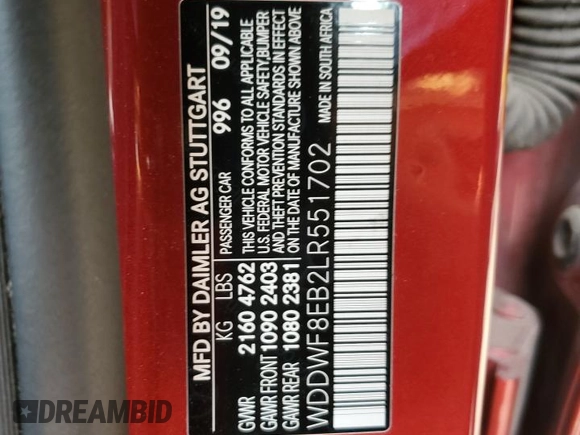 MFD BY DAIMLER AG STUTTGART
KG LBS PASSENGER CAR 996 09/19
GVWR 2160 4762 THIS VEHICLE CONFORMS TO ALL APPLICABLE
GAWR FRONT 1090 2403 U.S. FEDERAL MOTOR VEHICLE SAFETY, BUMPER
GAWR REAR 1080 2381 AND THEFT PREVENTION STANDARDS IN EFFECT
ON THE DATE OF MANUFACTURE SHOWN ABOVE
WDDWF8EB2LR551702 MADE IN SOUTH AFRICA
DREAMBID